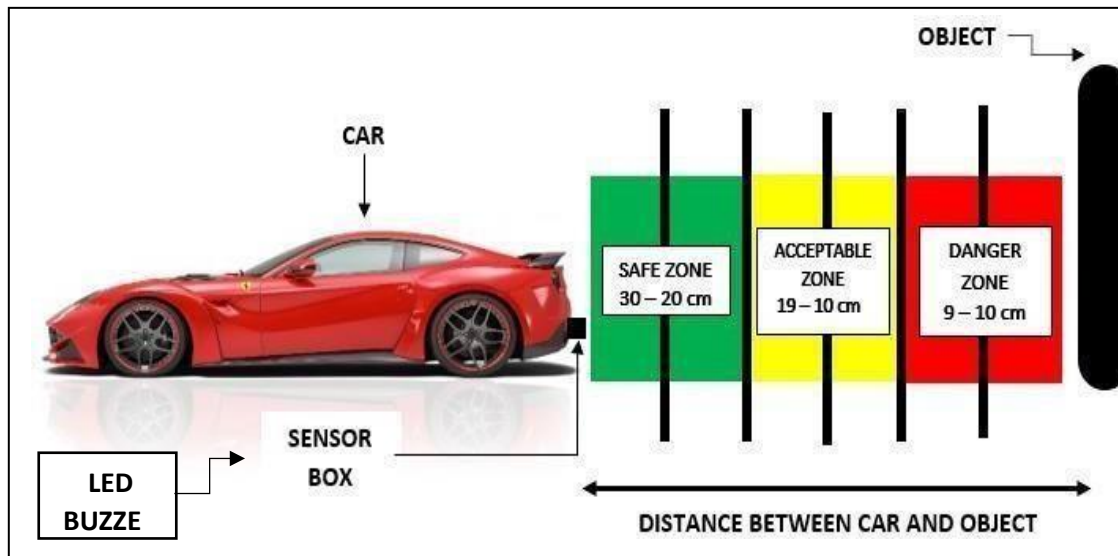 OBJECT
CAR
SAFE ZONE
30 – 20 cm
ACCEPTABLE
ZONE
19 – 10 cm
DANGER
ZONE
9 – 10 cm
SENSOR
BOX
LED
BUZZE
DISTANCE BETWEEN CAR AND OBJECT